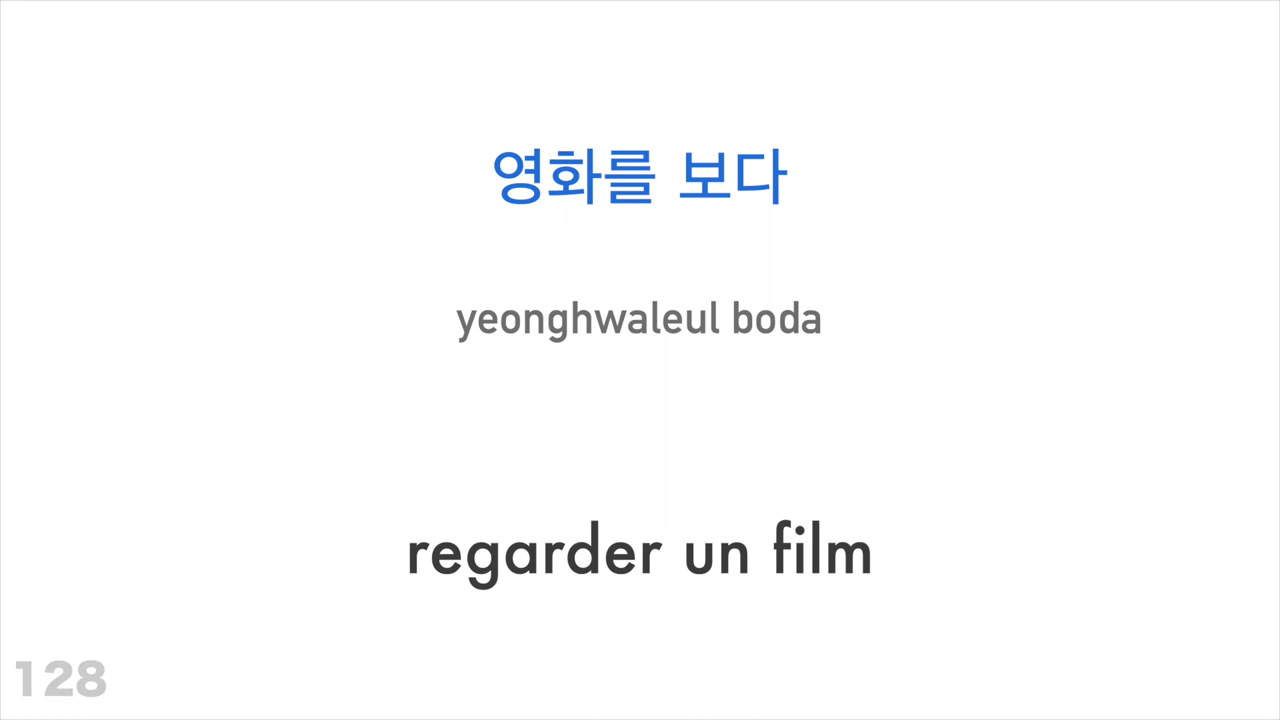 영화를 보다
yeonghwaleul boda
regarder un film
128